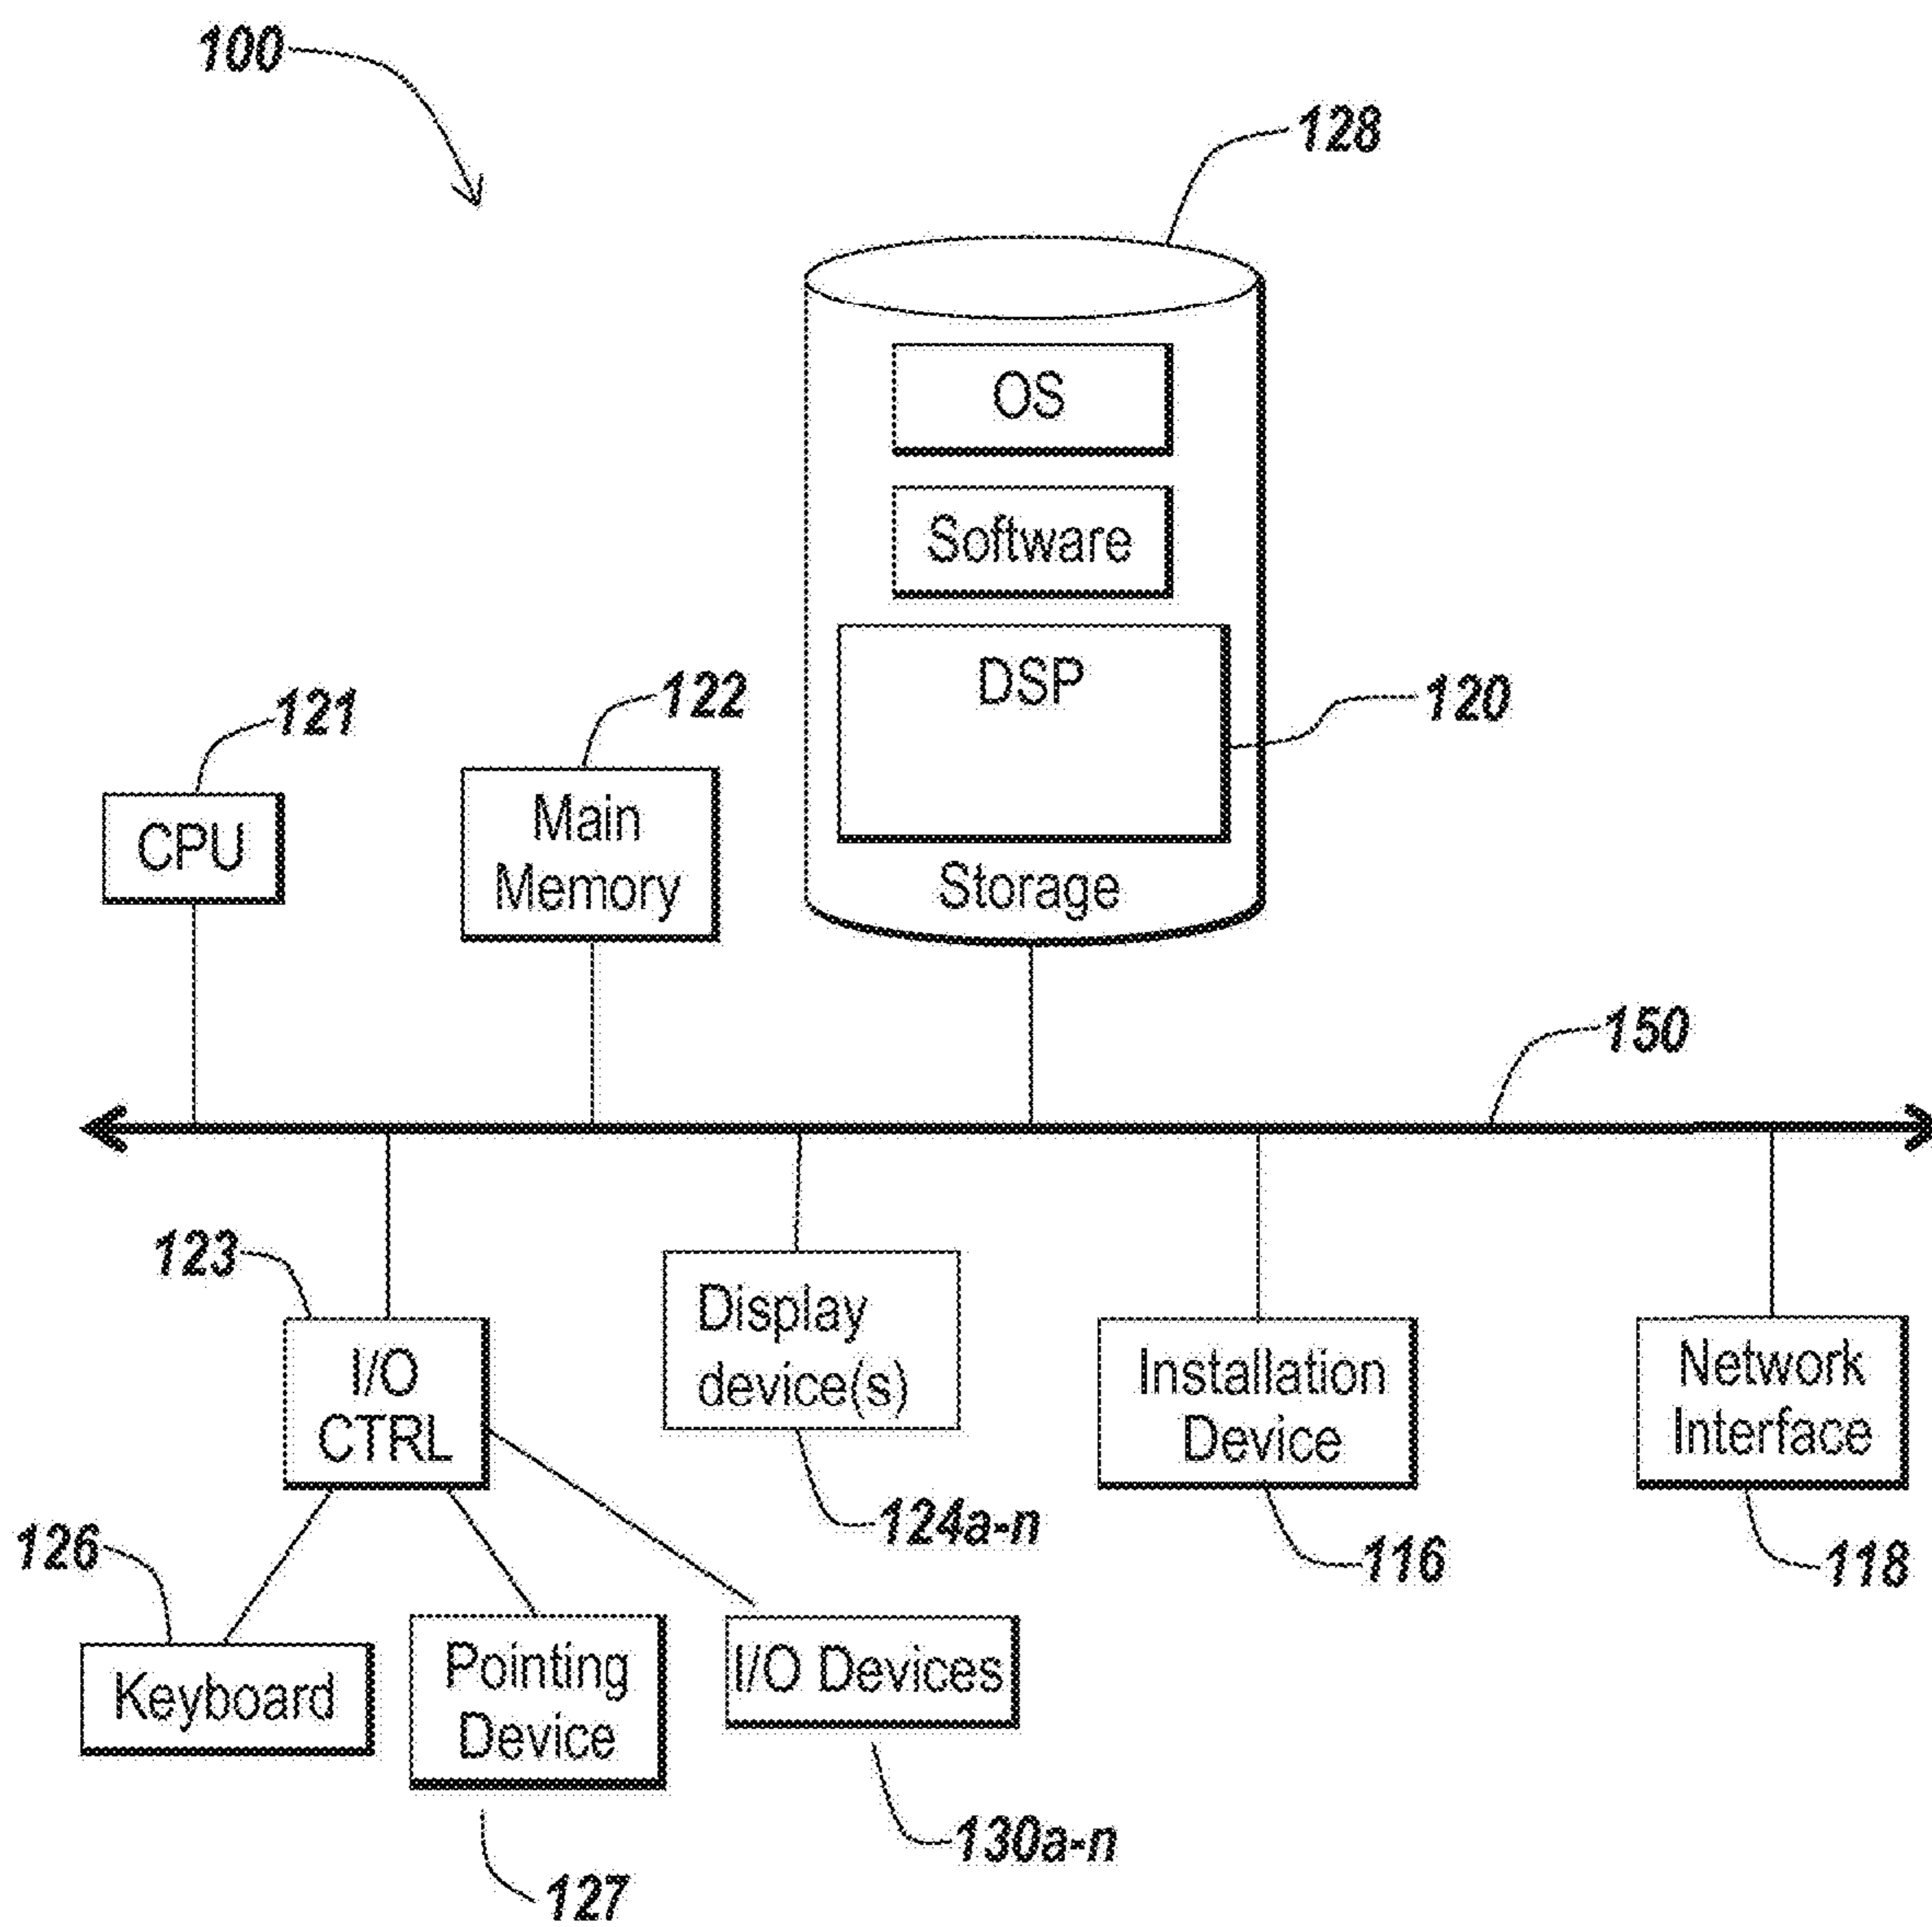 100
128
OS
Software
DSP
120
Storage
121
CPU
122
Main
Memory
150
123
I/O
CTRL
Display
device(s)
124a-n
Installation
Device
116
Network
Interface
118
126
Keyboard
Pointing
Device
127
I/O Devices
130a-n